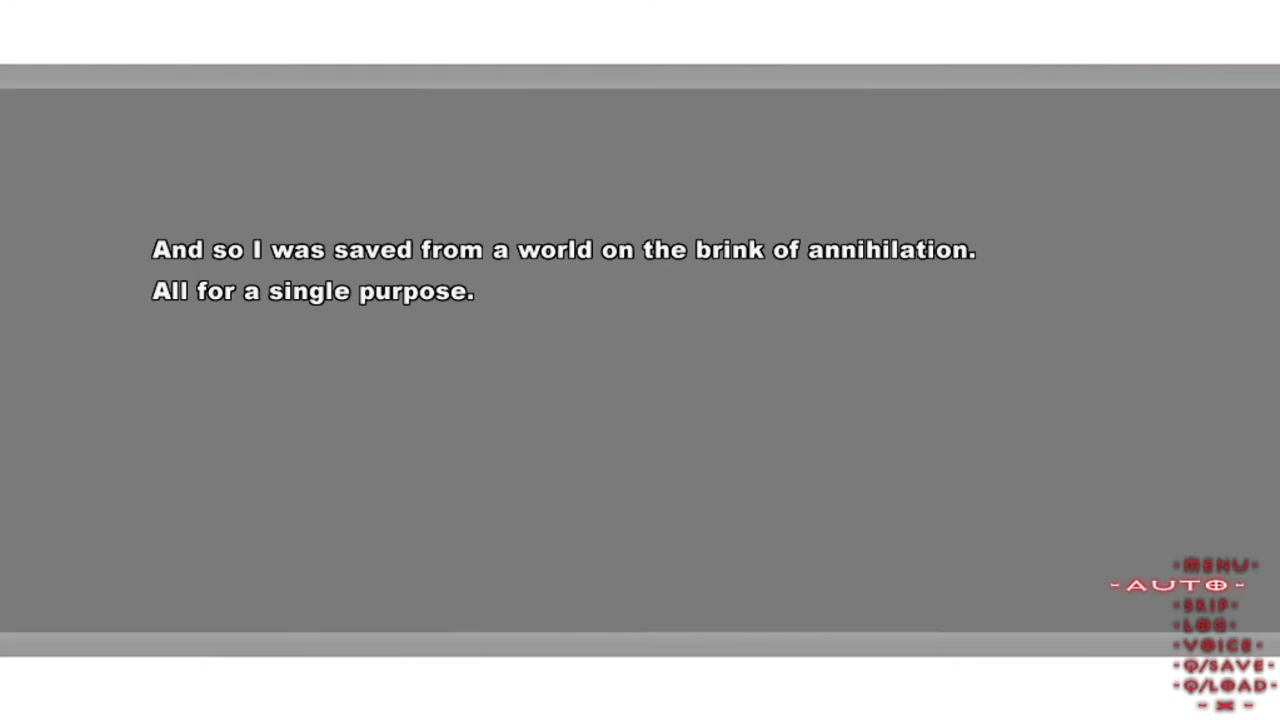 And so I was saved from a world on the brink of annihilation.
All for a single purpose.
MENU
AUTO
SKIP
LOG
VOICE
Q/SAVE
Q/LOAD